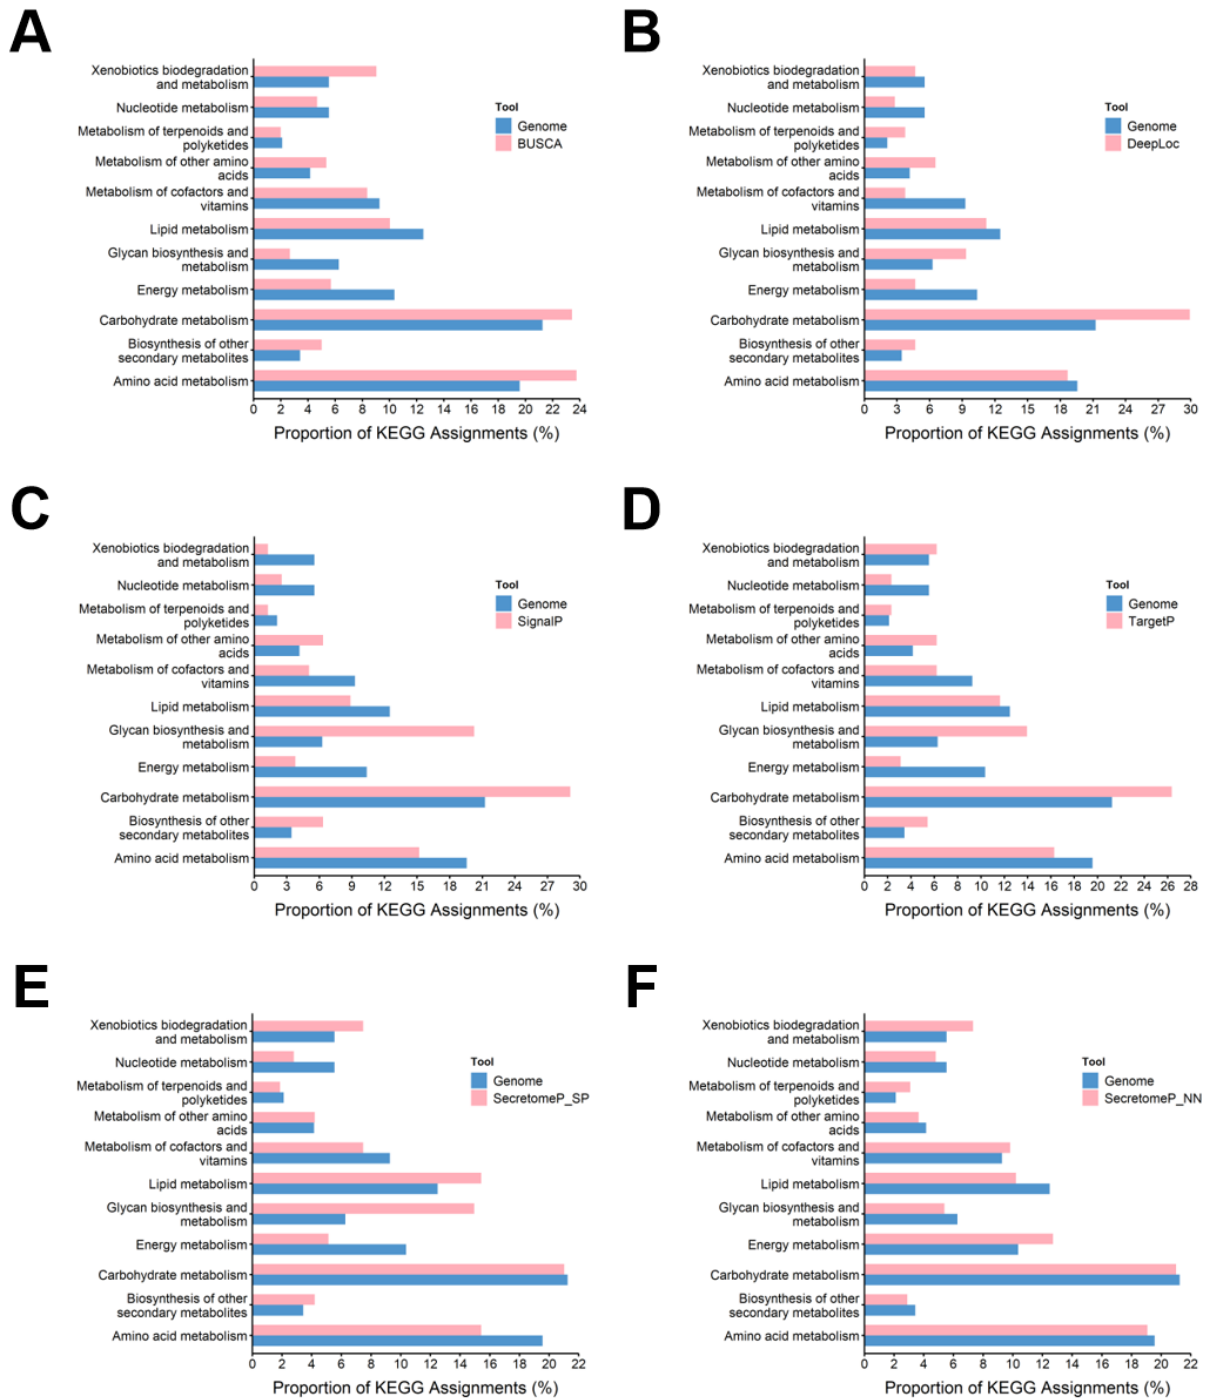 A
Xenobiotics biodegradation
and metabolism
Nucleotide metabolism
Metabolism of terpenoids and
polyketides
Metabolism of other amino
acids
Metabolism of cofactors and
vitamins
Lipid metabolism
Glycan biosynthesis and
metabolism
Energy metabolism
Carbohydrate metabolism
Biosynthesis of other
secondary metabolites
Amino acid metabolism
0 2 4 6 8 10 12 14 16 18 20 22 24
Proportion of KEGG Assignments (%)
Tool
Genome
BUSCA
B
Xenobiotics biodegradation
and metabolism
Nucleotide metabolism
Metabolism of terpenoids and
polyketides
Metabolism of other amino
acids
Metabolism of cofactors and
vitamins
Lipid metabolism
Glycan biosynthesis and
metabolism
Energy metabolism
Carbohydrate metabolism
Biosynthesis of other
secondary metabolites
Amino acid metabolism
0 3 6 9 12 15 18 21 24 27 30
Proportion of KEGG Assignments (%)
Tool
Genome
DeepLoc
C
Xenobiotics biodegradation
and metabolism
Nucleotide metabolism
Metabolism of terpenoids and
polyketides
Metabolism of other amino
acids
Metabolism of cofactors and
vitamins
Lipid metabolism
Glycan biosynthesis and
metabolism
Energy metabolism
Carbohydrate metabolism
Biosynthesis of other
secondary metabolites
Amino acid metabolism
0 3 6 9 12 15 18 21 24 27 30
Proportion of KEGG Assignments (%)
Tool
Genome
SignalP
D
Xenobiotics biodegradation
and metabolism
Nucleotide metabolism
Metabolism of terpenoids and
polyketides
Metabolism of other amino
acids
Metabolism of cofactors and
vitamins
Lipid metabolism
Glycan biosynthesis and
metabolism
Energy metabolism
Carbohydrate metabolism
Biosynthesis of other
secondary metabolites
Amino acid metabolism
0 2 4 6 8 10 12 14 16 18 20 22 24 26 28
Proportion of KEGG Assignments (%)
Tool
Genome
TargetP
E
Xenobiotics biodegradation
and metabolism
Nucleotide metabolism
Metabolism of terpenoids and
polyketides
Metabolism of other amino
acids
Metabolism of cofactors and
vitamins
Lipid metabolism
Glycan biosynthesis and
metabolism
Energy metabolism
Carbohydrate metabolism
Biosynthesis of other
secondary metabolites
Amino acid metabolism
0 2 4 6 8 10 12 14 16 18 20 22
Proportion of KEGG Assignments (%)
Tool
Genome
SecretomeP_SP
F
Xenobiotics biodegradation
and metabolism
Nucleotide metabolism
Metabolism of terpenoids and
polyketides
Metabolism of other amino
acids
Metabolism of cofactors and
vitamins
Lipid metabolism
Glycan biosynthesis and
metabolism
Energy metabolism
Carbohydrate metabolism
Biosynthesis of other
secondary metabolites
Amino acid metabolism
0 2 4 6 8 10 12 14 16 18 20 22
Proportion of KEGG Assignments (%)
Tool
Genome
SecretomeP_NN